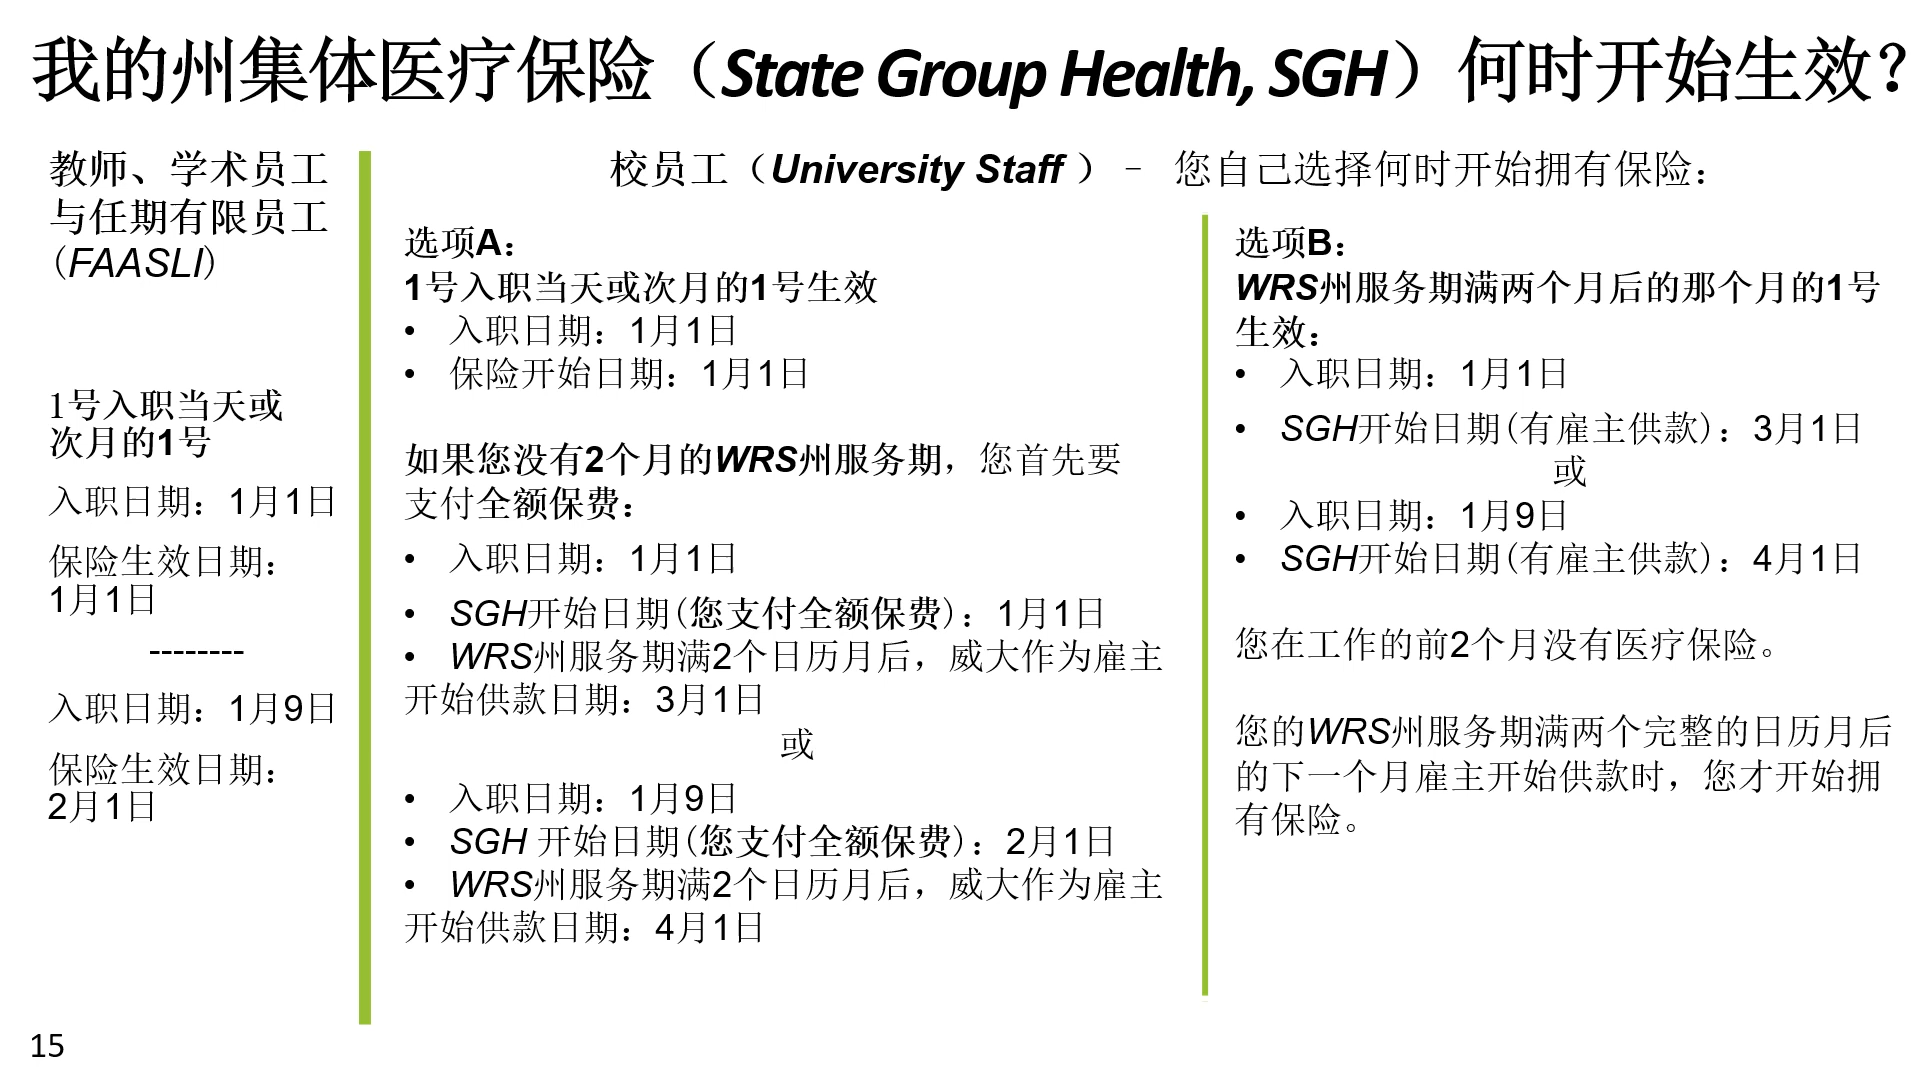 我的州集体医疗保险（State Group Health, SGH）何时开始生效？
教师、学术员工
与任期有限员工
（FAASLI）
1号入职当天或
次月的1号
入职日期：1月1日
保险生效日期：
1月1日
--------
入职日期：1月9日
保险生效日期：
2月1日
校员工（University Staff ） – 您自己选择何时开始拥有保险：
选项A：
1号入职当天或次月的1号生效
• 入职日期：1月1日
• 保险开始日期：1月1日
如果您没有2个月的WRS州服务期，您首先要
支付全额保费：
• 入职日期：1月1日
• SGH开始日期(您支付全额保费)：1月1日
• WRS州服务期满2个日历月后，威大作为雇主
开始供款日期：3月1日
或
• 入职日期：1月9日
• SGH 开始日期(您支付全额保费)：2月1日
• WRS州服务期满2个日历月后，威大作为雇主
开始供款日期：4月1日
选项B：
WRS州服务期满两个月后的那个月的1号
生效：
• 入职日期：1月1日
• SGH开始日期(有雇主供款)：3月1日
或
• 入职日期：1月9日
• SGH开始日期(有雇主供款)：4月1日
您在工作的前2个月没有医疗保险。
您的WRS州服务期满两个完整的日历月后
的下一个月雇主开始供款时，您才开始拥
有保险。
15